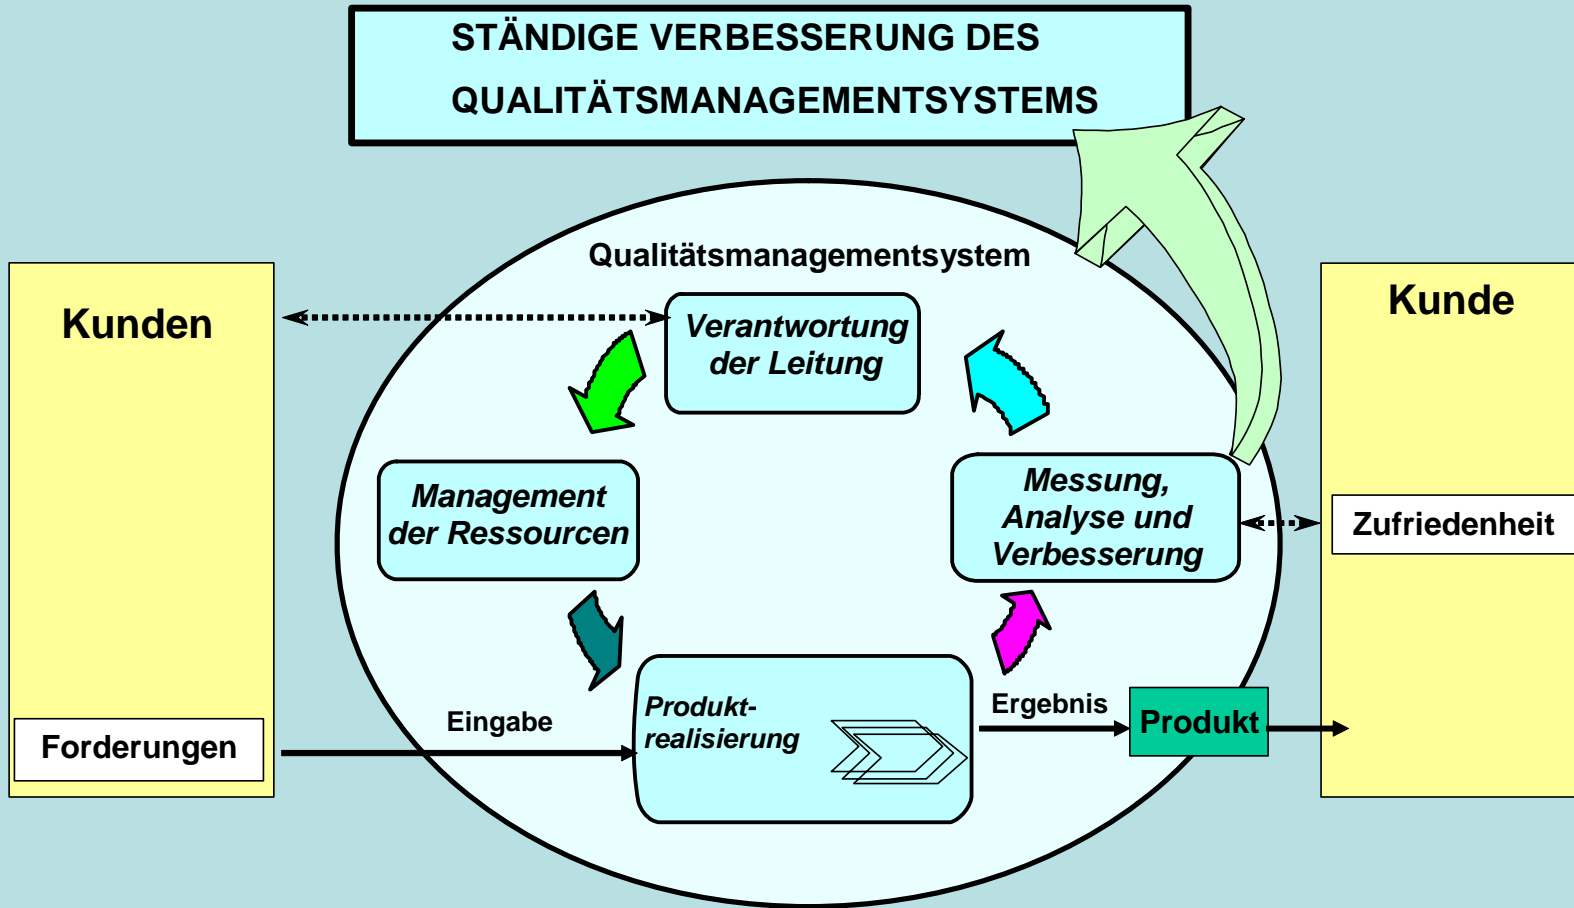 STÄNDIGE VERBESSERUNG DES
QUALITÄTSMANAGEMENTSYSTEMS
Qualitätsmanagementsystem
Kunden
Verantwortung
der Leitung
Kunde
Management
der Ressourcen
Messung,
Analyse und
Verbesserung
Zufriedenheit
Forderungen
Eingabe
Produkt-
realisierung
Ergebnis
Produkt